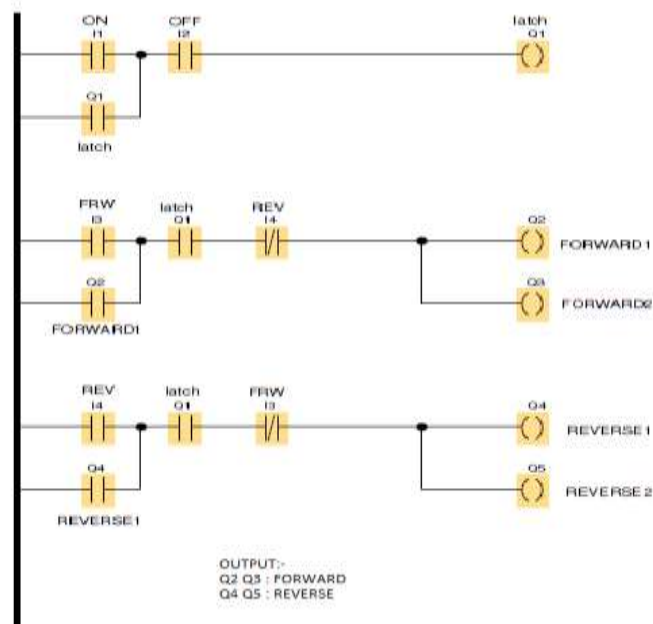 ON OFF latch
I1 I2 Q1
Q1
latch
FRW latch REV
I3 Q1 I4 Q2
FORWARD1
Q2 Q3
FORWARD2
FORWARD1
REV latch FRW
I4 Q1 I3 Q4
REVERSE1
Q4 Q5
REVERSE2
REVERSE1
OUTPUT:-
Q2 Q3 : FORWARD
Q4 Q5 : REVERSE